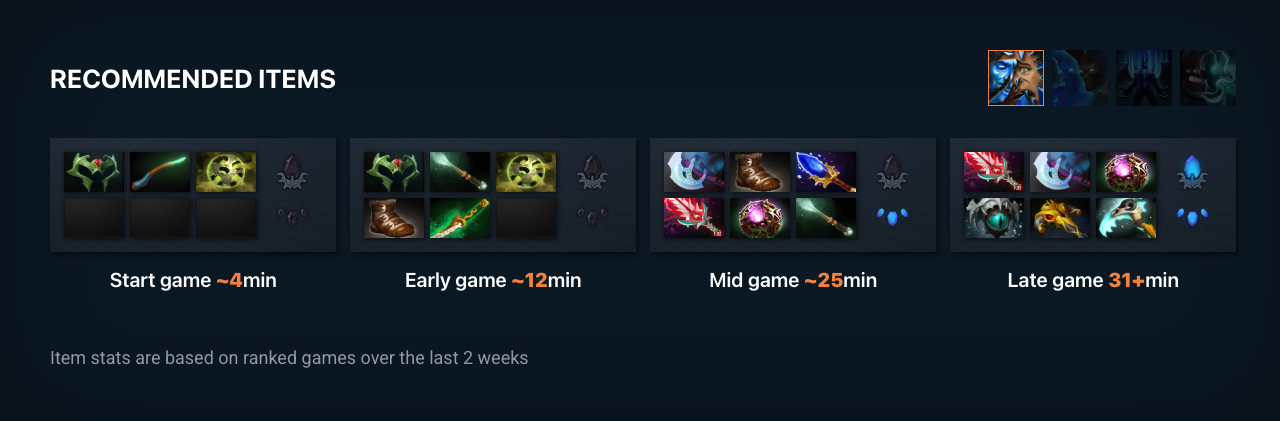 RECOMMENDED ITEMS
Start game ~4min
Early game ~12min
Mid game ~25min
Late game 31+min
Item stats are based on ranked games over the last 2 weeks